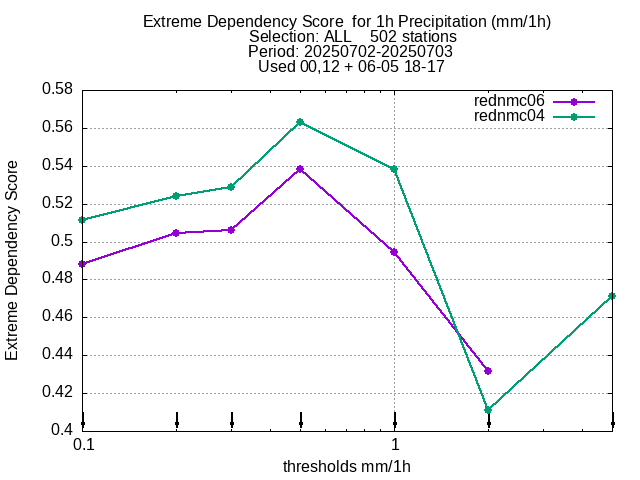 Extreme Dependency Score  for 1h Precipitation (mm/1h)
Selection: ALL    502 stations
Period: 20250702-20250703
Used 00,12 + 06-05 18-17
rednmc06
rednmc04
0.58
0.56
0.54
0.52
0.5
0.48
0.46
0.44
0.42
0.4
Extreme Dependency Score
0.1
1
thresholds mm/1h